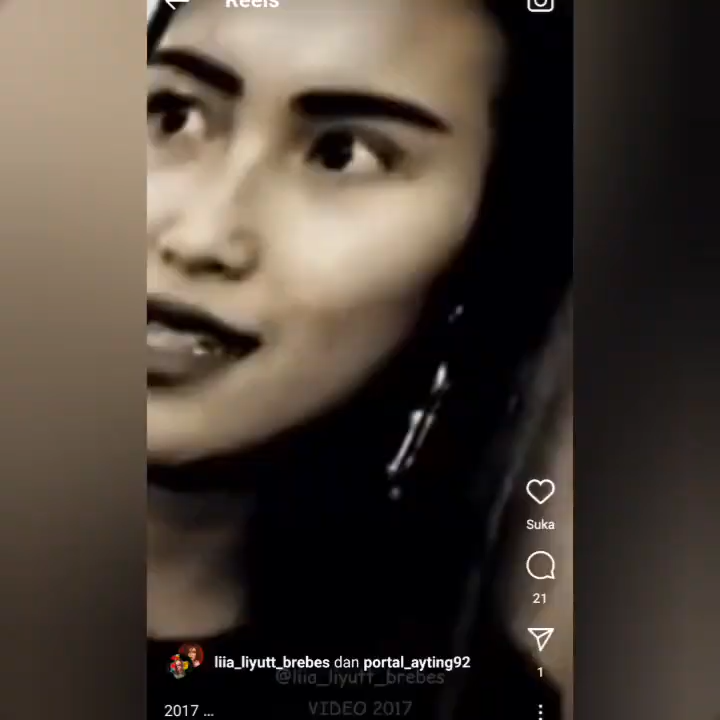 Reels
Suka
21
liia_liyutt_brebes dan portal_ayting92
@liia_liyutt_brebes
1
2017 ...
VIDEO 2017